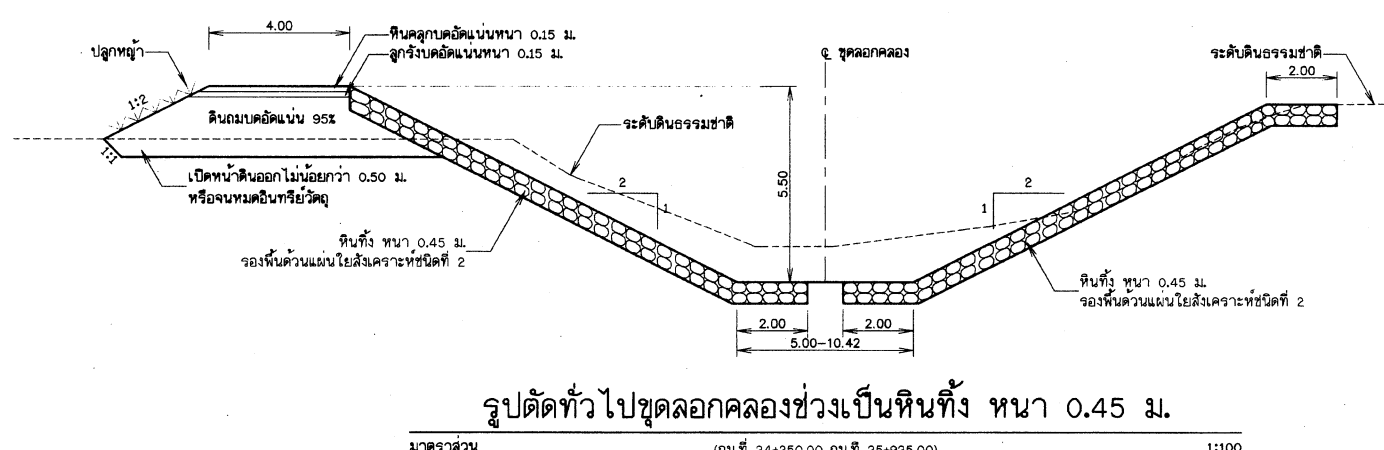 4.00
หินคลุกบดอัดแน่นหนา 0.15 ม.
ลูกรังบดอัดแน่นหนา 0.15 ม.
ปลูกหญ้า
℄ ขุดลอกคลอง
ระดับดินธรรมชาติ
2.00
1:2
ดินถมบดอัดแน่น 95%
ระดับดินธรรมชาติ
1:1
เปิดหน้าดินออกไม่น้อยกว่า 0.50 ม.
หรือจนหมดอินทรีย์วัตถุ
2
1
5.50
2
1
หินทิ้ง หนา 0.45 ม.
รองพื้นด้วนแผ่นใยสังเคราะห์ชนิดที่ 2
หินทิ้ง หนา 0.45 ม.
รองพื้นด้วนแผ่นใยสังเคราะห์ชนิดที่ 2
2.00
2.00
5.00-10.42
รูปตัดทั่วไปขุดลอกคลองช่วงเป็นหินทิ้ง หนา 0.45 ม.
มาตราส่วน
1:100